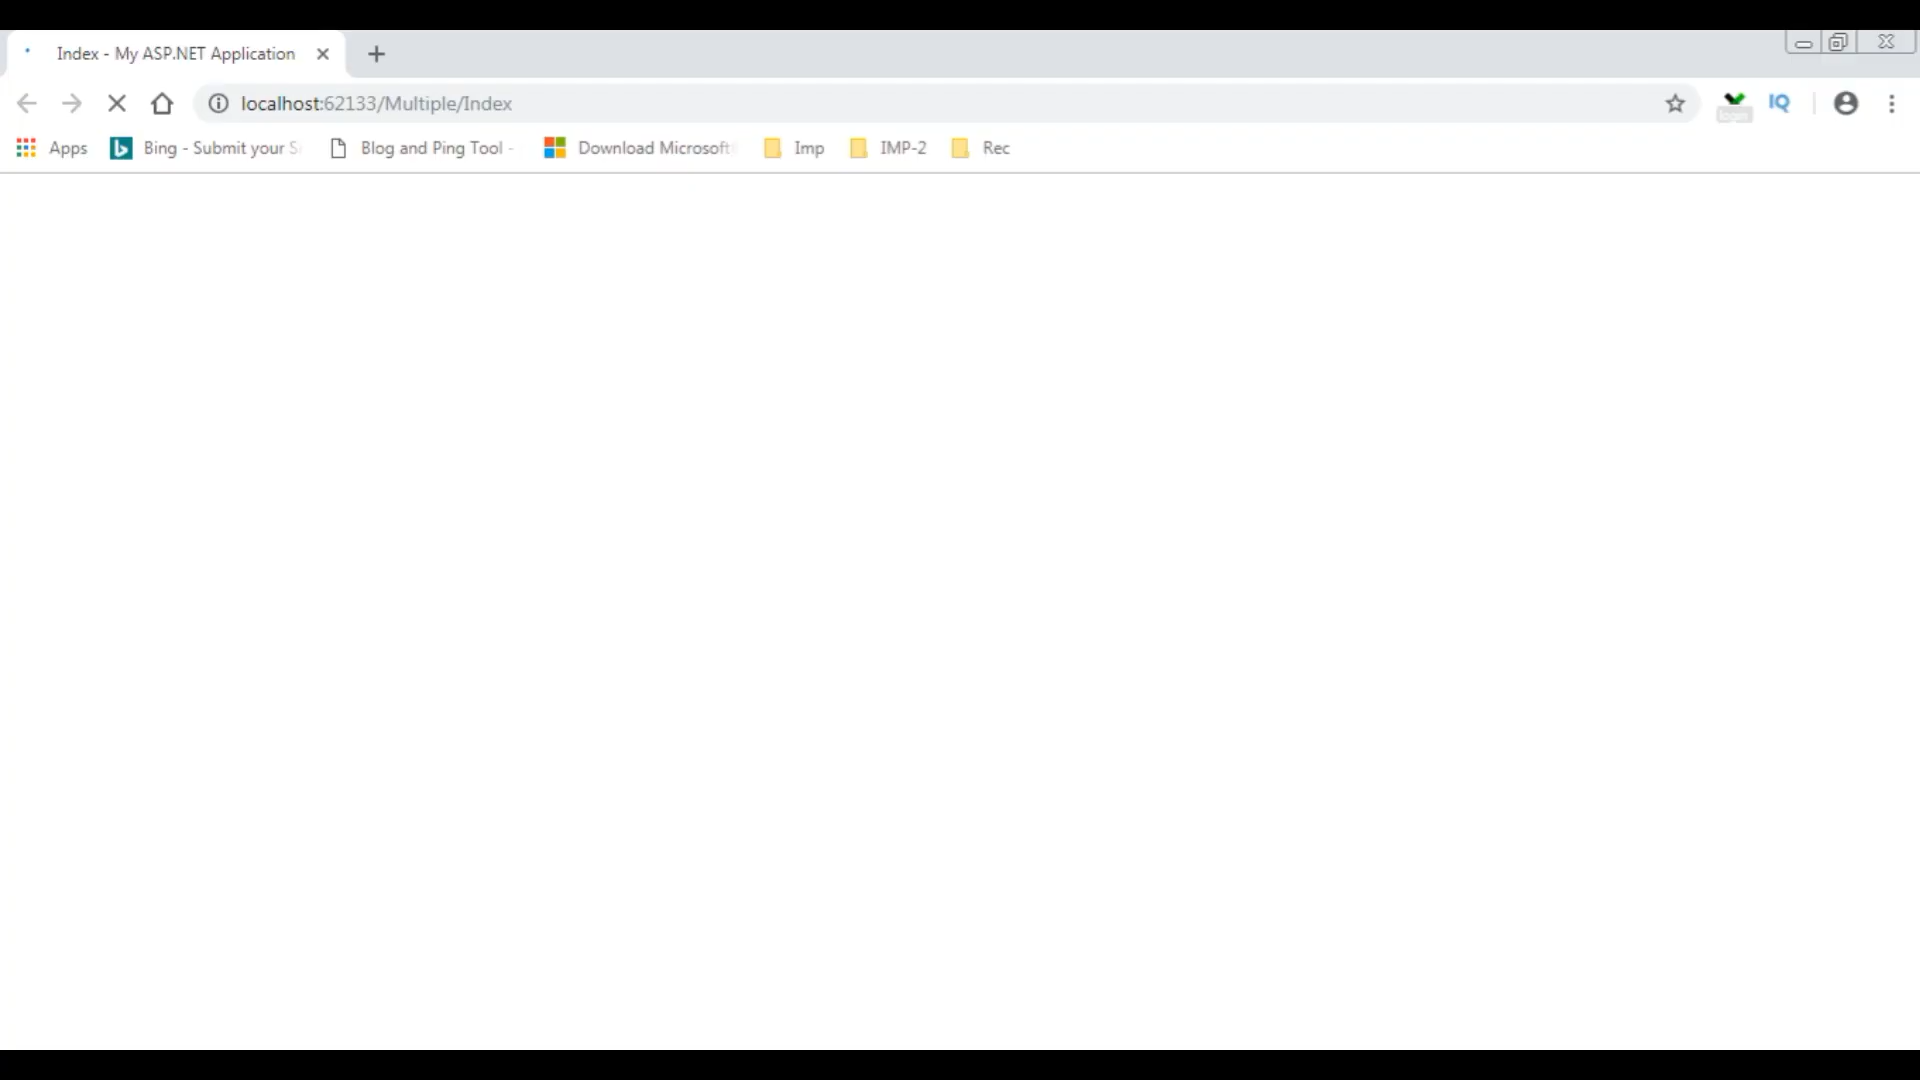 Index - My ASP.NET Application
localhost:62133/Multiple/Index
IQ
Apps
Bing - Submit your S
Blog and Ping Tool -
Download Microsoft
Imp
IMP-2
Rec